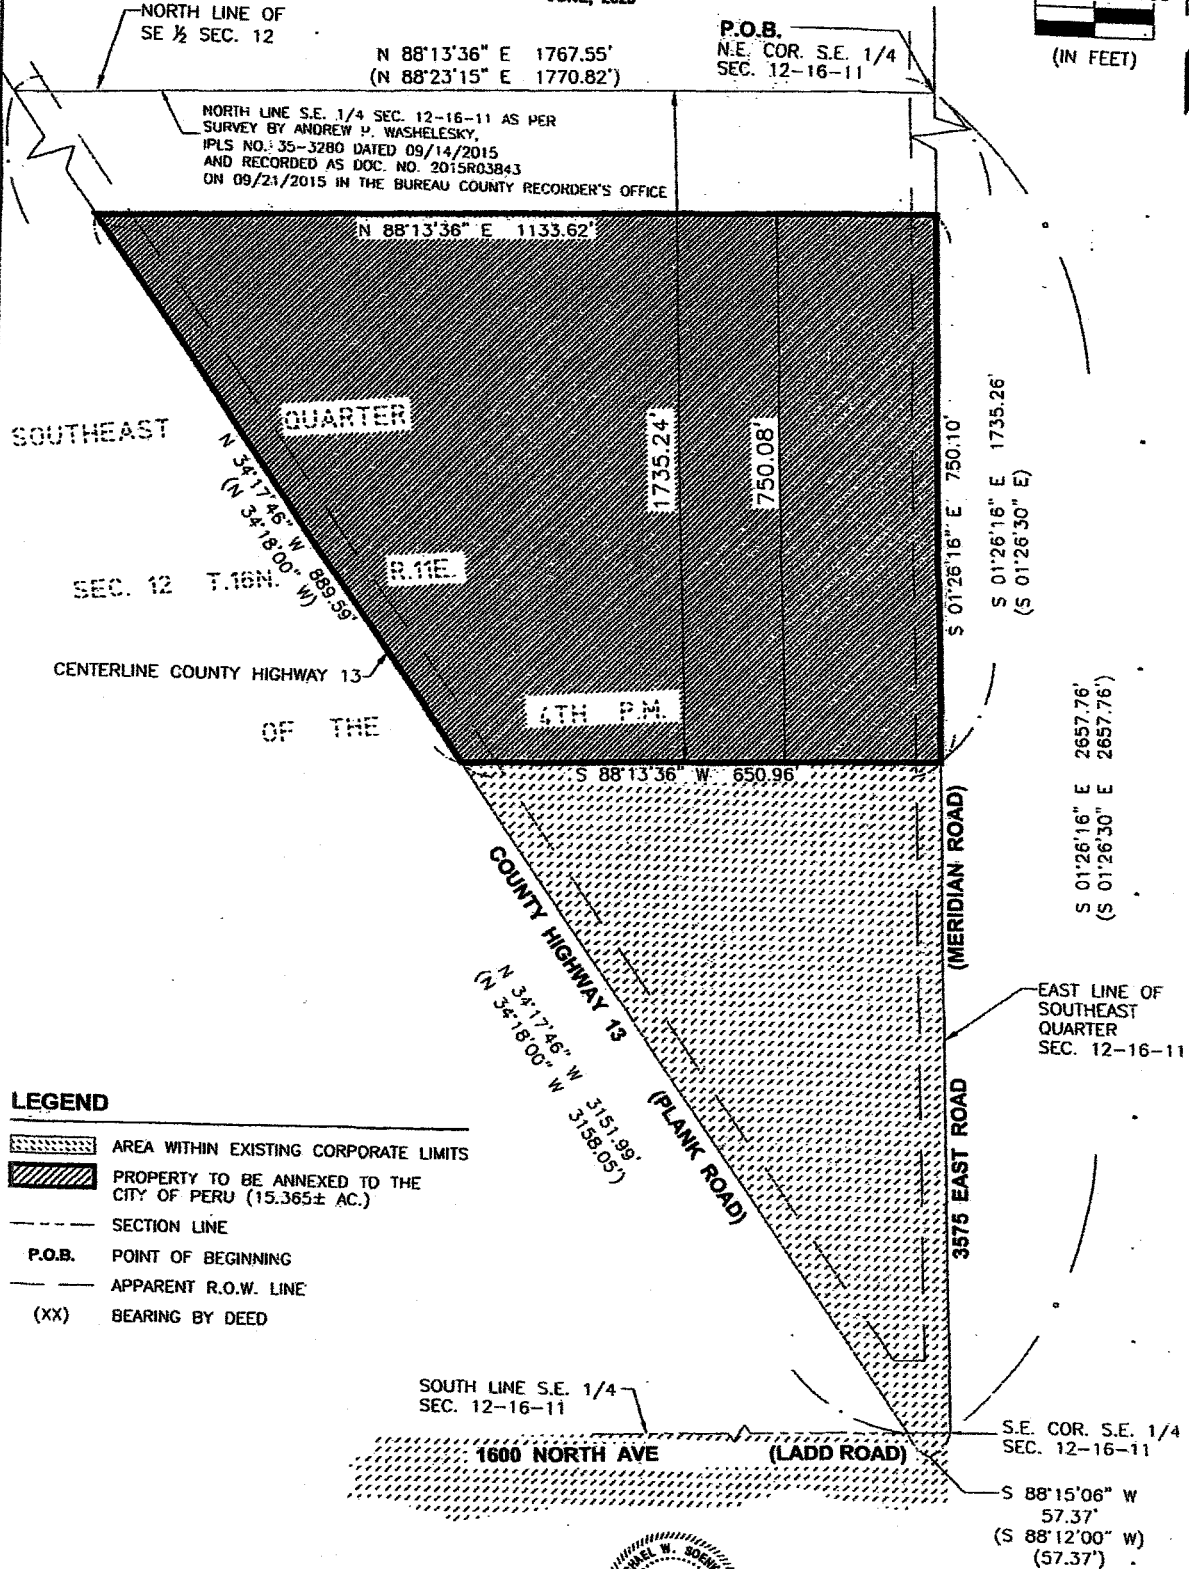 JUNE, 2020
NORTH LINE OF
SE ½ SEC. 12
N 88°13'36" E 1767.55'
(N 88°23'15" E 1770.82')
P.O.B.
N.E. COR. S.E. 1/4
SEC. 12-16-11
(IN FEET)
NORTH LINE S.E. 1/4 SEC. 12-16-11 AS PER
SURVEY BY ANDREW P. WASHELESKY,
IPLS NO. 35-3280 DATED 09/14/2015
AND RECORDED AS DOC. NO. 2015R03843
ON 09/21/2015 IN THE BUREAU COUNTY RECORDER'S OFFICE
N 88°13'36" E 1133.62'
SOUTHEAST QUARTER
N 34°17'46" W 889.59'
(N 34°18'00" W)
1735.24'
750.08'
S 01°26'16" E 750.10'
S 01°26'16" E 1735.26'
(S 01°26'30" E)
SEC. 12 T.16N. R.11E.
CENTERLINE COUNTY HIGHWAY 13
OF THE 4TH P.M.
S 88°13'36" W 650.96'
S 01°26'16" E 2657.76'
(S 01°26'30" E 2657.76')
COUNTY HIGHWAY 13
(PLANK ROAD)
N 34°17'46" W 3151.99'
(N 34°18'00" W 3158.05')
(MERIDIAN ROAD)
3575 EAST ROAD
EAST LINE OF
SOUTHEAST
QUARTER
SEC. 12-16-11
LEGEND
AREA WITHIN EXISTING CORPORATE LIMITS
PROPERTY TO BE ANNEXED TO THE
CITY OF PERU (15.365± AC.)
SECTION LINE
P.O.B. POINT OF BEGINNING
APPARENT R.O.W. LINE
(XX) BEARING BY DEED
SOUTH LINE S.E. 1/4
SEC. 12-16-11
1600 NORTH AVE (LADD ROAD)
S.E. COR. S.E. 1/4
SEC. 12-16-11
S 88°15'06" W
57.37'
(S 88°12'00" W)
(57.37')
W.